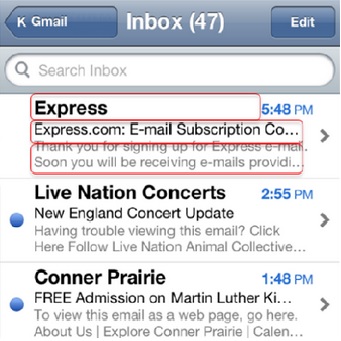 K Gmail
Inbox (47)
Edit
Search Inbox
Express
5:48 PM
Express.com: E-mail Subscription Co...
Thank you for signing up for Express e-mail.
Soon you will be receiving e-mails providi...
Live Nation Concerts
2:55 PM
New England Concert Update
Having trouble viewing this email? Click
Here Follow Live Nation Animal Collective...
Conner Prairie
1:48 PM
FREE Admission on Martin Luther Ki...
To view this email as a web page, go here.
About Us | Explore Conner Prairie | Calen...